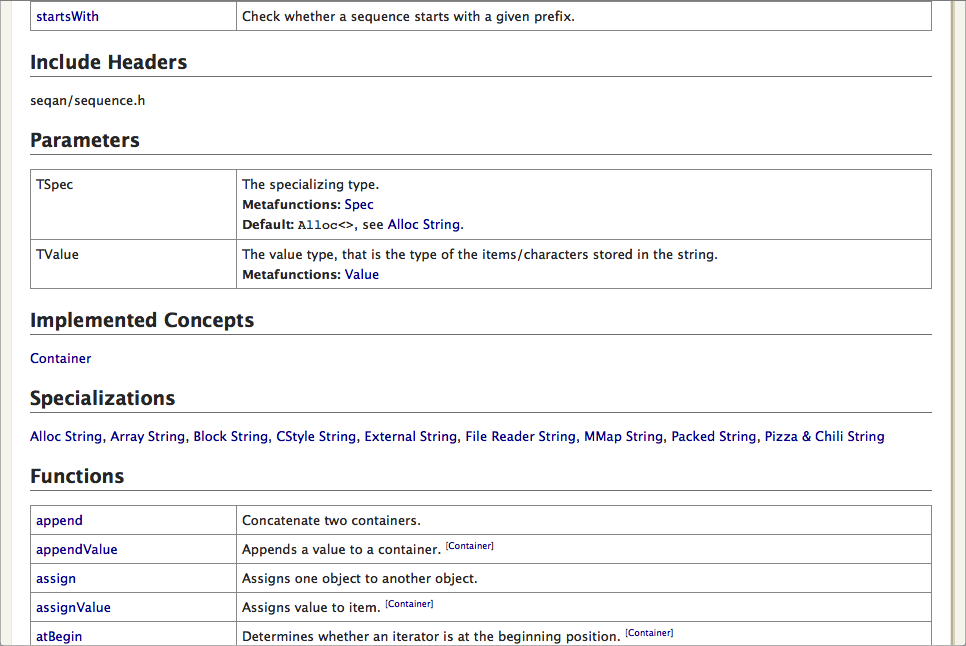 startsWith Check whether a sequence starts with a given prefix.
Include Headers
seqan/sequence.h
Parameters
TSpec The specializing type.
Metafunctions: Spec
Default: Alloc<>, see Alloc String.
TValue The value type, that is the type of the items/characters stored in the string.
Metafunctions: Value
Implemented Concepts
Container
Specializations
Alloc String, Array String, Block String, CStyle String, External String, File Reader String, MMap String, Packed String, Pizza & Chili String
Functions
append Concatenate two containers.
appendValue Appends a value to a container. [Container]
assign Assigns one object to another object.
assignValue Assigns value to item. [Container]
atBegin Determines whether an iterator is at the beginning position. [Container]